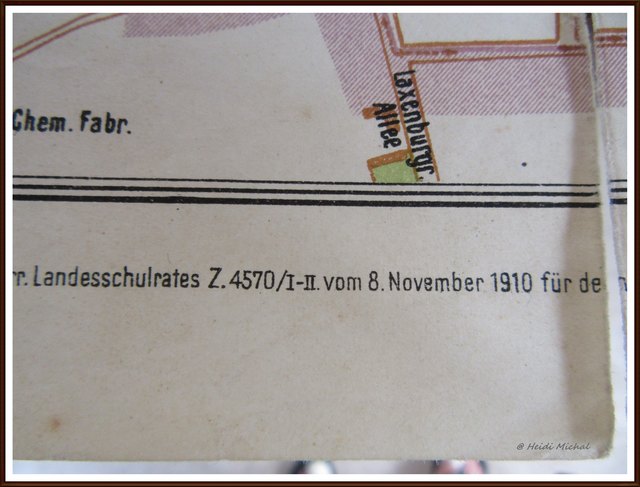 Laxenburgr.
Allee
Chem. Fabr.
rr. Landesschulrates Z. 4570/I-II. vom 8. November 1910 für de
@ Heidi Michal